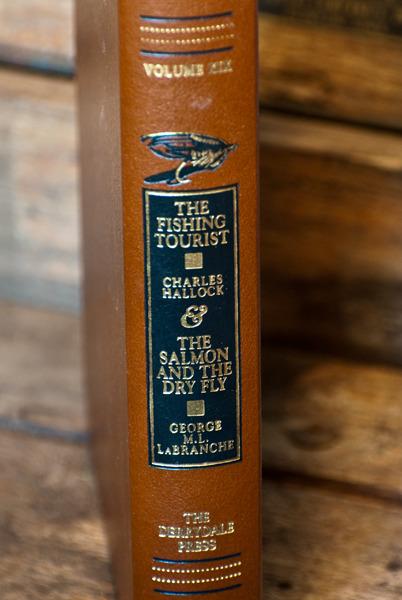 VOLUME XIX
THE
FISHING
TOURIST
CHARLES
HALLOCK
&
THE
SALMON
AND THE
DRY FLY
GEORGE
M.L.
LABRANCHE
THE
DERRYDALE
PRESS